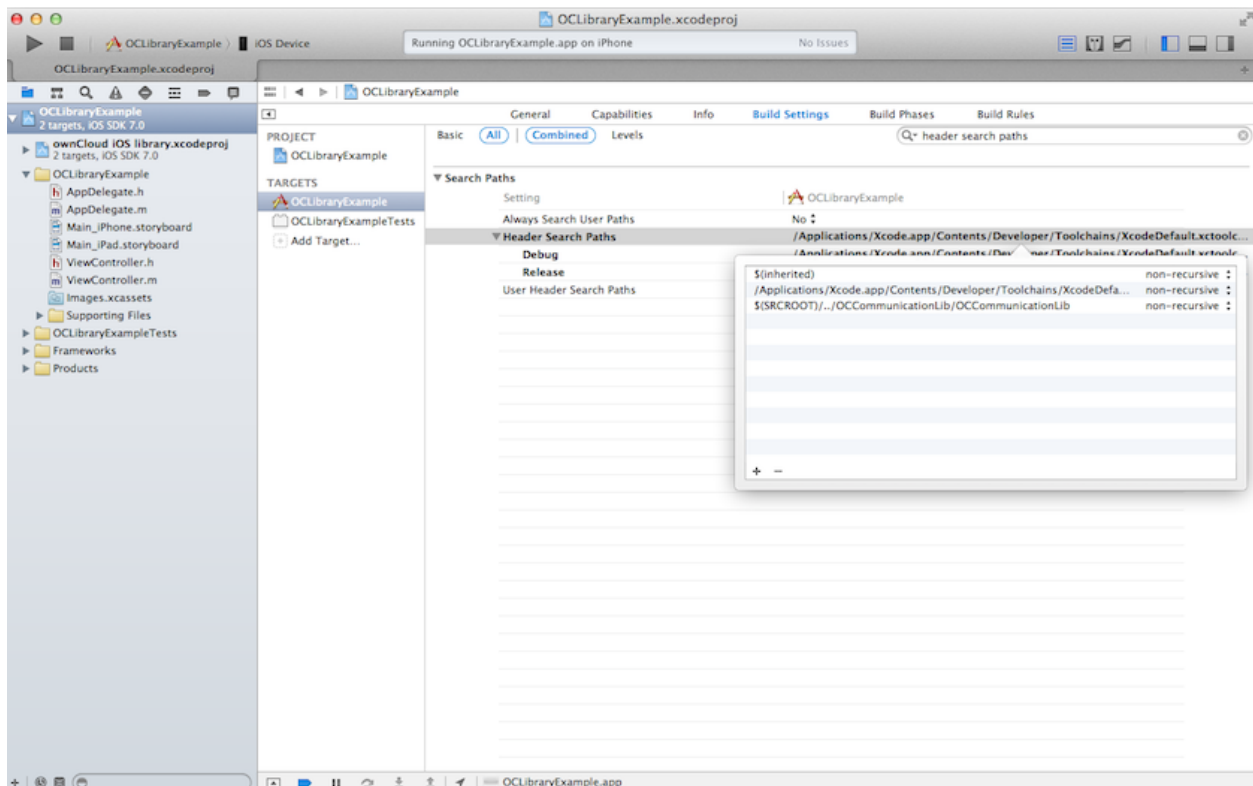 OCLibraryExample.xcodeproj
OCLibraryExample
iOS Device
Running OCLibraryExample.app on iPhone
No Issues
OCLibraryExample.xcodeproj
OCLibraryExample
OCLibraryExample
2 targets, iOS SDK 7.0
ownCloud iOS library.xcodeproj
2 targets, iOS SDK 7.0
OCLibraryExample
h AppDelegate.h
m AppDelegate.m
Main_iPhone.storyboard
Main_iPad.storyboard
h ViewController.h
m ViewController.m
Images.xcassets
Supporting Files
OCLibraryExampleTests
Frameworks
Products
PROJECT
OCLibraryExample
TARGETS
OCLibraryExample
OCLibraryExampleTests
Add Target...
General Capabilities Info Build Settings Build Phases Build Rules
Basic All Combined Levels
header search paths
Search Paths
Setting OCLibraryExample
Always Search User Paths No
Header Search Paths /Applications/Xcode.app/Contents/Developer/Toolchains/XcodeDefault.xctoolc...
Debug
Release
User Header Search Paths
$(inherited) non-recursive
/Applications/Xcode.app/Contents/Developer/Toolchains/XcodeDefa... non-recursive
$(SRCROOT)/../OCCommunicationLib/OCCommunicationLib non-recursive
OCLibraryExample.app